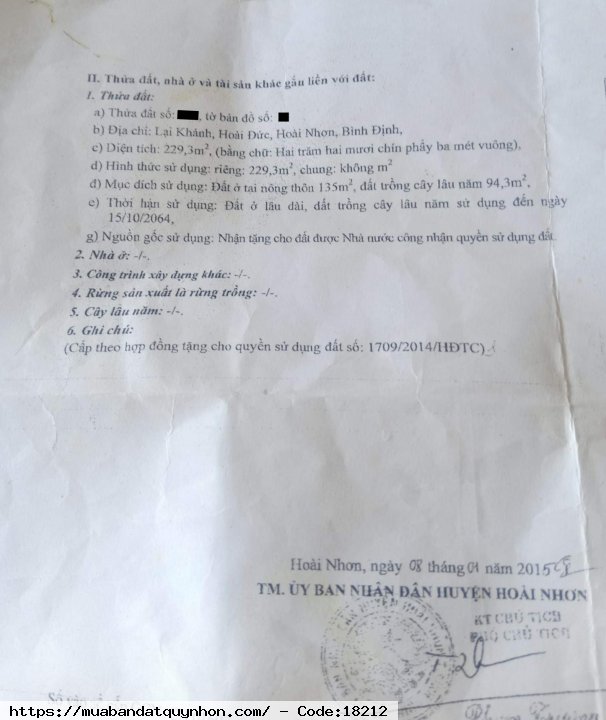 II. Thửa đất, nhà ở và tài sản khác gắn liền với đất:
1. Thửa đất:
a) Thửa đất số: , tờ bản đồ số:
b) Địa chỉ: Lại Khánh, Hoài Đức, Hoài Nhơn, Bình Định,
c) Diện tích: 229,3m², (bằng chữ: Hai trăm hai mươi chín phẩy ba mét vuông),
d) Hình thức sử dụng: riêng: 229,3m², chung: không m²
đ) Mục đích sử dụng: Đất ở tai nông thôn 135m², đất trồng cây lâu năm 94,3m²,
e) Thời hạn sử dụng: Đất ở lâu dài, đất trồng cây lâu năm sử dụng đến ngày
15/10/2064,
g) Nguồn gốc sử dụng: Nhận tặng cho đất được Nhà nước công nhận quyền sử dụng đất.
2. Nhà ở: -/-.
3. Công trình xây dựng khác: -/-.
4. Rừng sản xuất là rừng trồng: -/-.
5. Cây lâu năm: -/-.
6. Ghi chú:
(Cấp theo hợp đồng tặng cho quyền sử dụng đất số: 1709/2014/HĐTC)
Hoài Nhơn, ngày 08 tháng 01 năm 2015
TM. ỦY BAN NHÂN DÂN HUYỆN HOÀI NHƠN
KT CHỦ TỊCH
PHÓ CHỦ TỊCH
https://muabandatquynhon.com/ - Code:18212